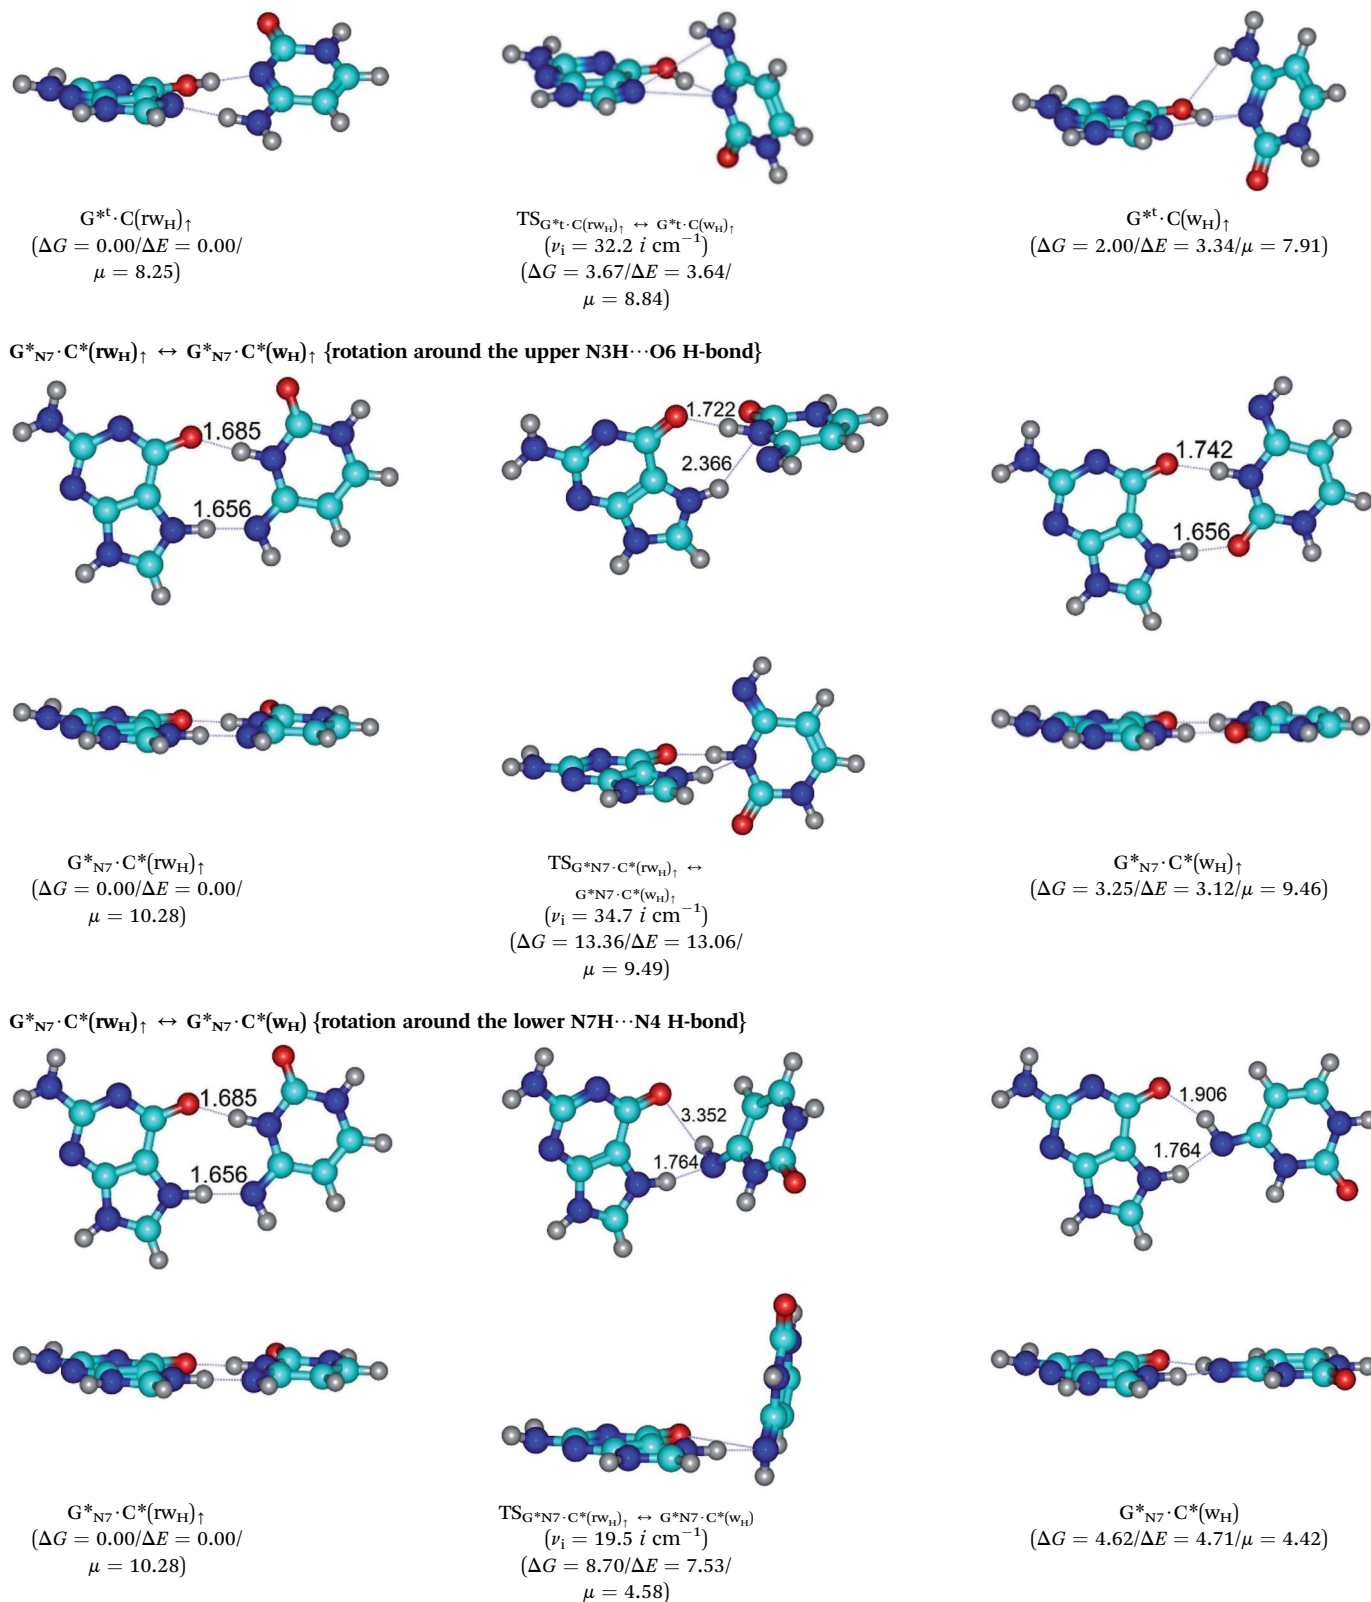 G*ᵗ·C(rw_H)↑
TS_G*t·C(rw_H)↑ ↔ G*t·C(w_H)↑
G*ᵗ·C(w_H)↑
(ΔG = 0.00/ΔE = 0.00/
μ = 8.25)
(ν_i = 32.2 i cm⁻¹)
(ΔG = 3.67/ΔE = 3.64/
μ = 8.84)
(ΔG = 2.00/ΔE = 3.34/μ = 7.91)
G*_N7·C*(rw_H)↑ ↔ G*_N7·C*(w_H)↑ {rotation around the upper N3H···O6 H-bond}
1.685
1.656
1.722
2.366
1.742
1.656
G*_N7·C*(rw_H)↑
(ΔG = 0.00/ΔE = 0.00/
μ = 10.28)
TS_G*N7·C*(rw_H)↑ ↔
G*N7·C*(w_H)↑
(ν_i = 34.7 i cm⁻¹)
(ΔG = 13.36/ΔE = 13.06/
μ = 9.49)
G*_N7·C*(w_H)↑
(ΔG = 3.25/ΔE = 3.12/μ = 9.46)
G*_N7·C*(rw_H)↑ ↔ G*_N7·C*(w_H) {rotation around the lower N7H···N4 H-bond}
1.685
1.656
3.352
1.764
1.906
1.764
G*_N7·C*(rw_H)↑
(ΔG = 0.00/ΔE = 0.00/
μ = 10.28)
TS_G*N7·C*(rw_H)↑ ↔ G*N7·C*(w_H)
(ν_i = 19.5 i cm⁻¹)
(ΔG = 8.70/ΔE = 7.53/
μ = 4.58)
G*_N7·C*(w_H)
(ΔG = 4.62/ΔE = 4.71/μ = 4.42)